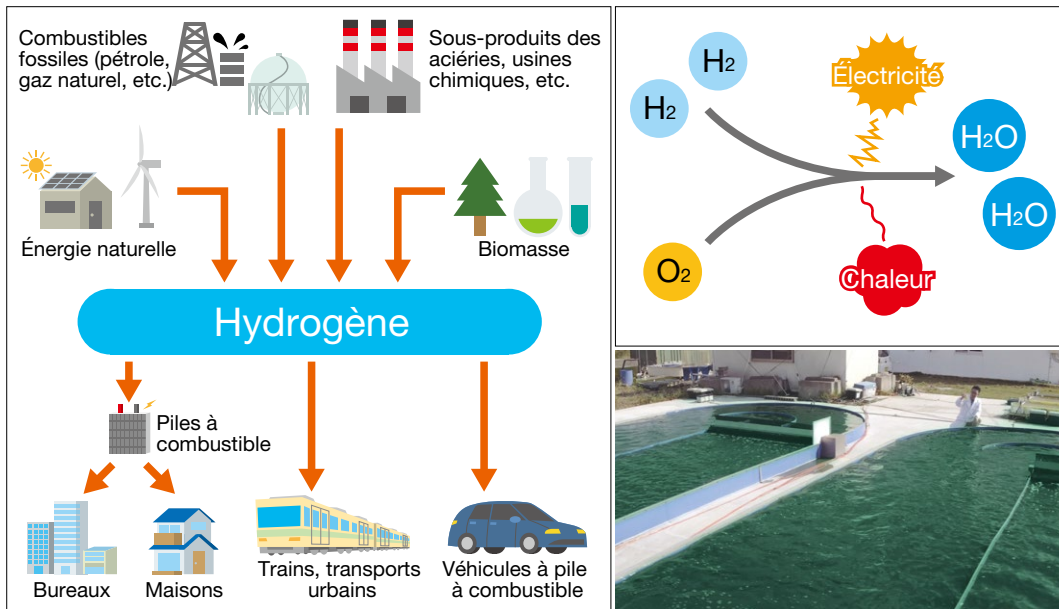 Combustibles
fossiles (pétrole,
gaz naturel, etc.)
Sous-produits des
aciéries, usines
chimiques, etc.
Énergie naturelle
Biomasse
Hydrogène
Piles à
combustible
Bureaux
Maisons
Trains, transports
urbains
Véhicules à pile
à combustible
H2
H2
Électricité
H2O
H2O
O2
Chaleur